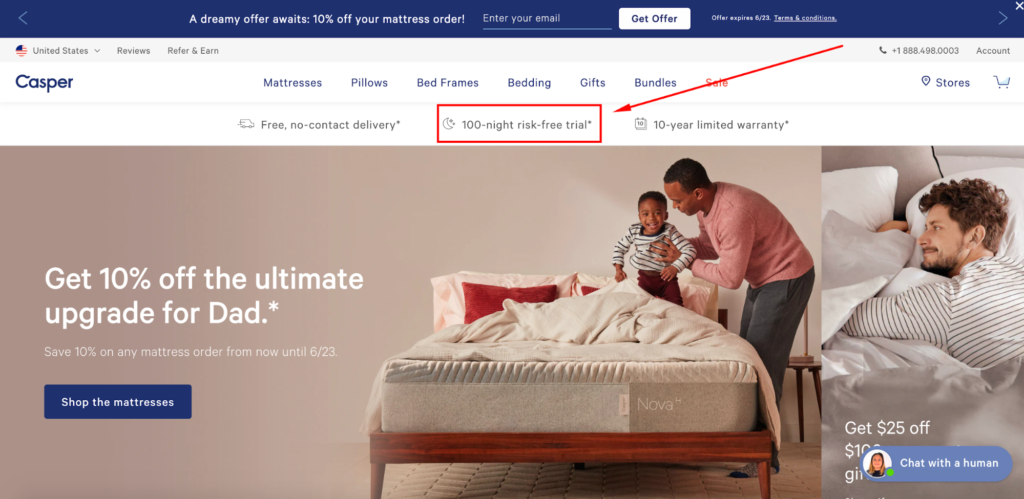 A dreamy offer awaits: 10% off your mattress order!
Enter your email
Get Offer
Offer expires 6/23. Terms & conditions.
United States
Reviews
Refer & Earn
+1 888.498.0003
Account
Casper
Mattresses
Pillows
Bed Frames
Bedding
Gifts
Bundles
Sale
Stores
Free, no-contact delivery*
100-night risk-free trial*
10
10-year limited warranty*
Get 10% off the ultimate
upgrade for Dad.*
Save 10% on any mattress order from now until 6/23.
Shop the mattresses
Nova
Get $25 off
Chat with a human